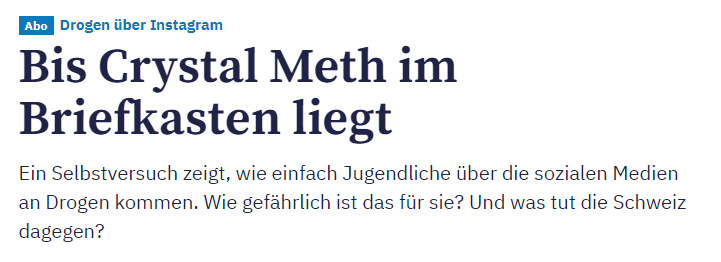 Abo Drogen über Instagram
Bis Crystal Meth im
Briefkasten liegt
Ein Selbstversuch zeigt, wie einfach Jugendliche über die sozialen Medien
an Drogen kommen. Wie gefährlich ist das für sie? Und was tut die Schweiz
dagegen?